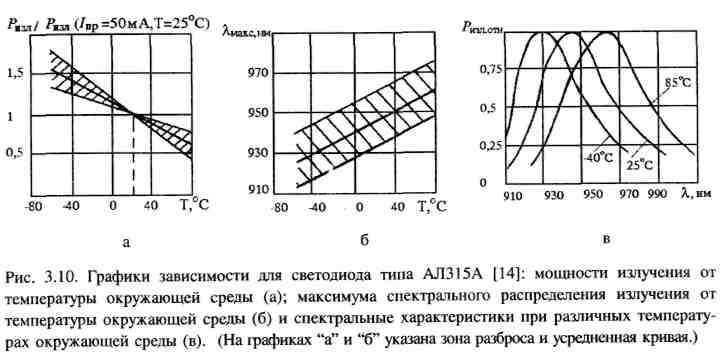 Pизл / Pизл (Iпр=50мА,T=25°C)
1,5
1
0,5
-80 -40 0 40 T,°C
а
λмакс,нм
970
950
930
910
-80 -40 0 40 T,°C
б
Pизл.отн
0,75
0,5
0,25
0
85°C
-40°C
25°C
910 930 950 970 990 λ, нм
в
Рис. 3.10. Графики зависимости для светодиода типа АЛ315А [14]: мощности излучения от
температуры окружающей среды (а); максимума спектрального распределения излучения от
температуры окружающей среды (б) и спектральные характеристики при различных температу-
рах окружающей среды (в). (На графиках “а” и “б” указана зона разброса и усредненная кривая.)